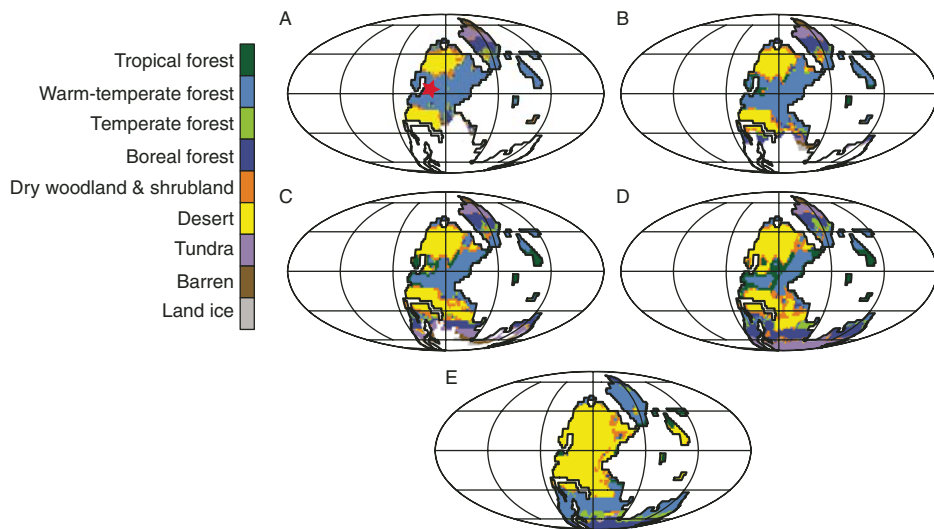 A
B
Tropical forest
Warm-temperate forest
Temperate forest
Boreal forest
Dry woodland & shrubland
Desert
Tundra
Barren
Land ice
C
D
E